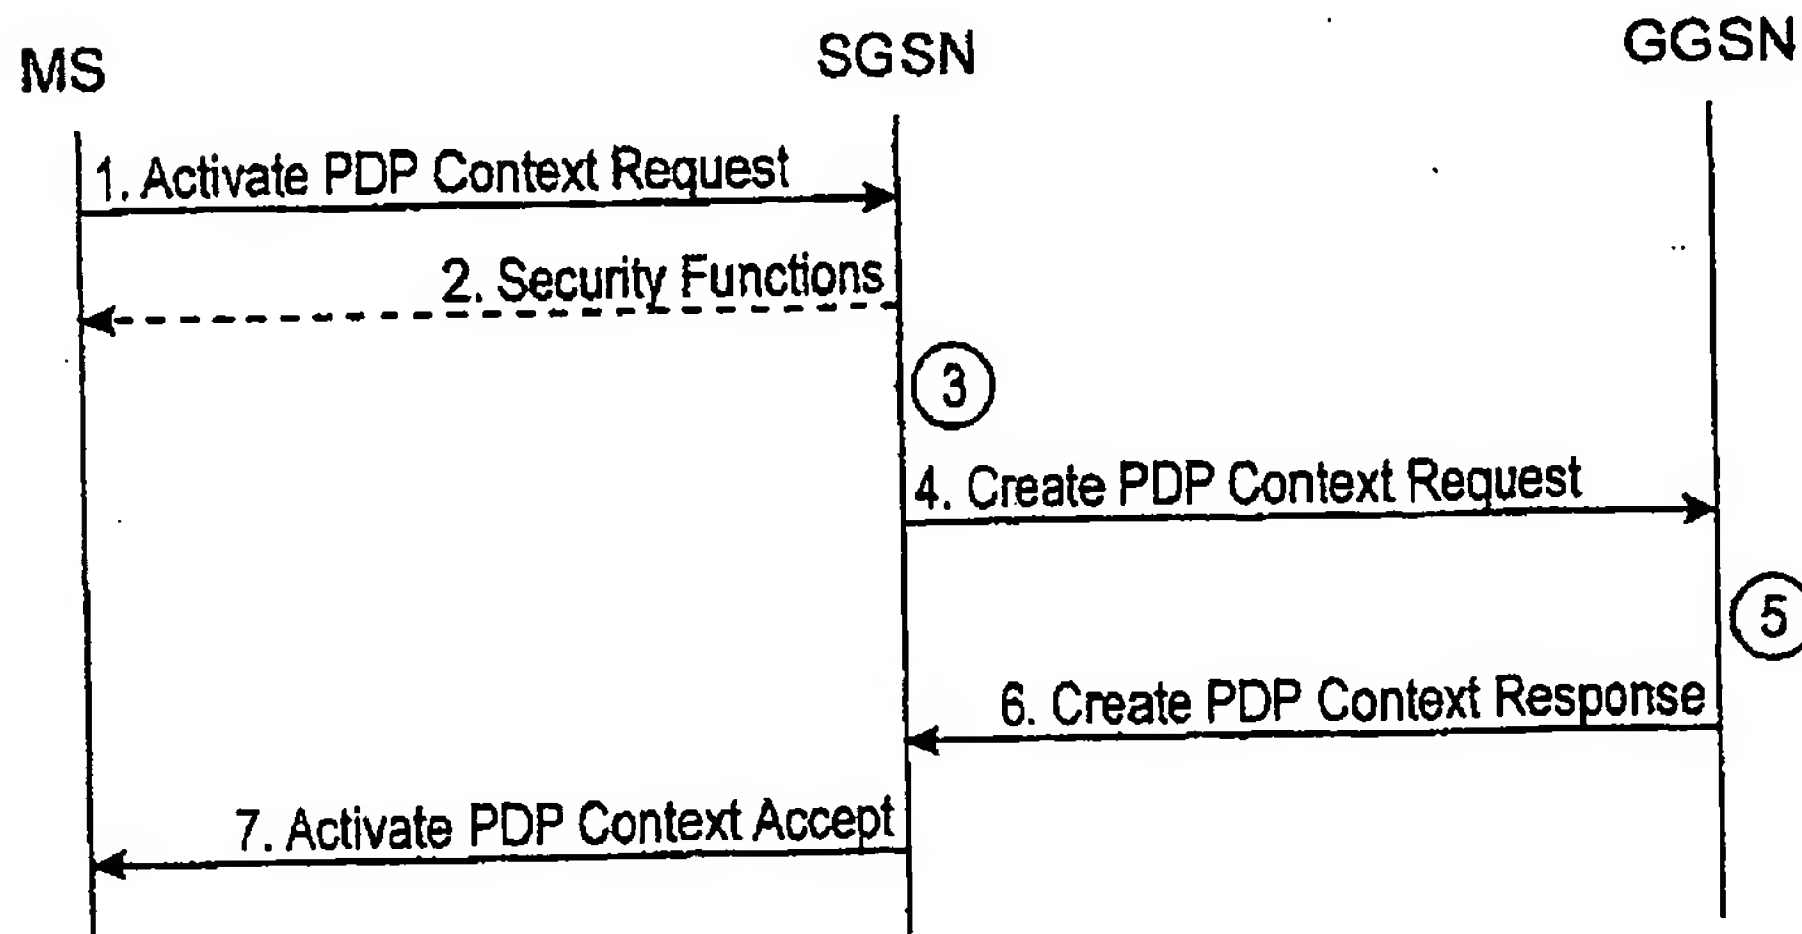 MS
SGSN
GGSN
1. Activate PDP Context Request
2. Security Functions
3
4. Create PDP Context Request
5
6. Create PDP Context Response
7. Activate PDP Context Accept